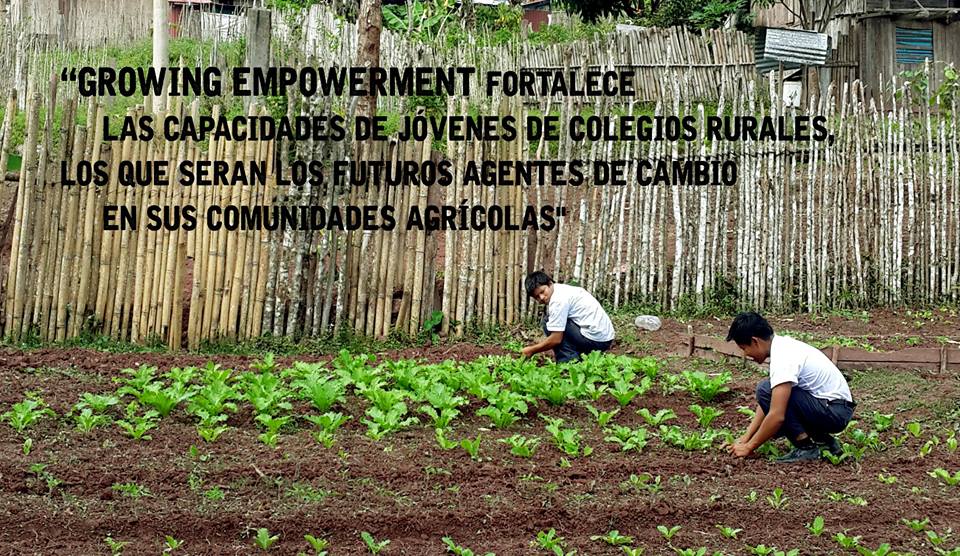 “GROWING EMPOWERMENT FORTALECE
LAS CAPACIDADES DE JÓVENES DE COLEGIOS RURALES,
LOS QUE SERAN LOS FUTUROS AGENTES DE CAMBIO
EN SUS COMUNIDADES AGRÍCOLAS"